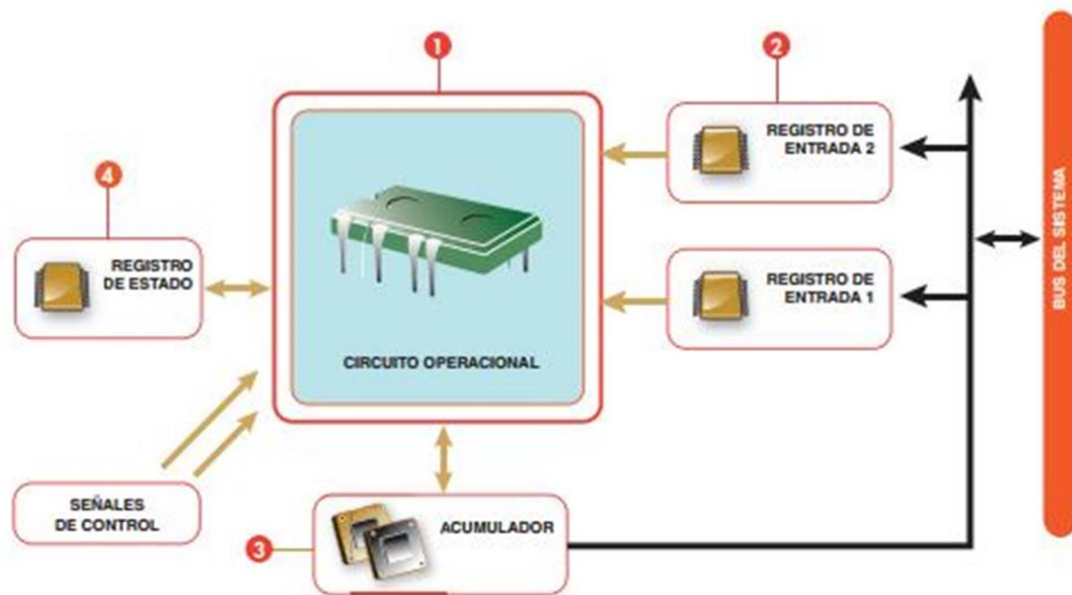 1
2
REGISTRO DE
ENTRADA 2
4
REGISTRO
DE ESTADO
REGISTRO DE
ENTRADA 1
BUS DEL SISTEMA
CIRCUITO OPERACIONAL
SEÑALES
DE CONTROL
ACUMULADOR
3